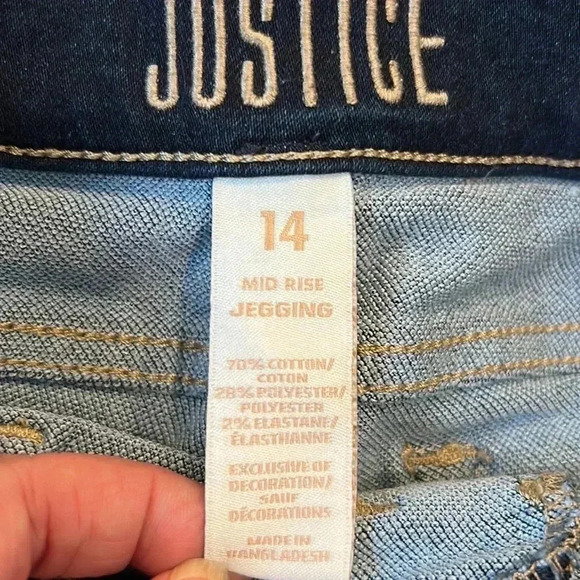 JUSTICE
14
MID RISE
JEGGING
70% COTTON/
COTON
28% POLYESTER/
POLYESTER
2% ELASTANE/
ÉLASTHANNE
EXCLUSIVE OF
DECORATION/
SAUF
DÉCORATIONS
MADE IN
BANGLADESH